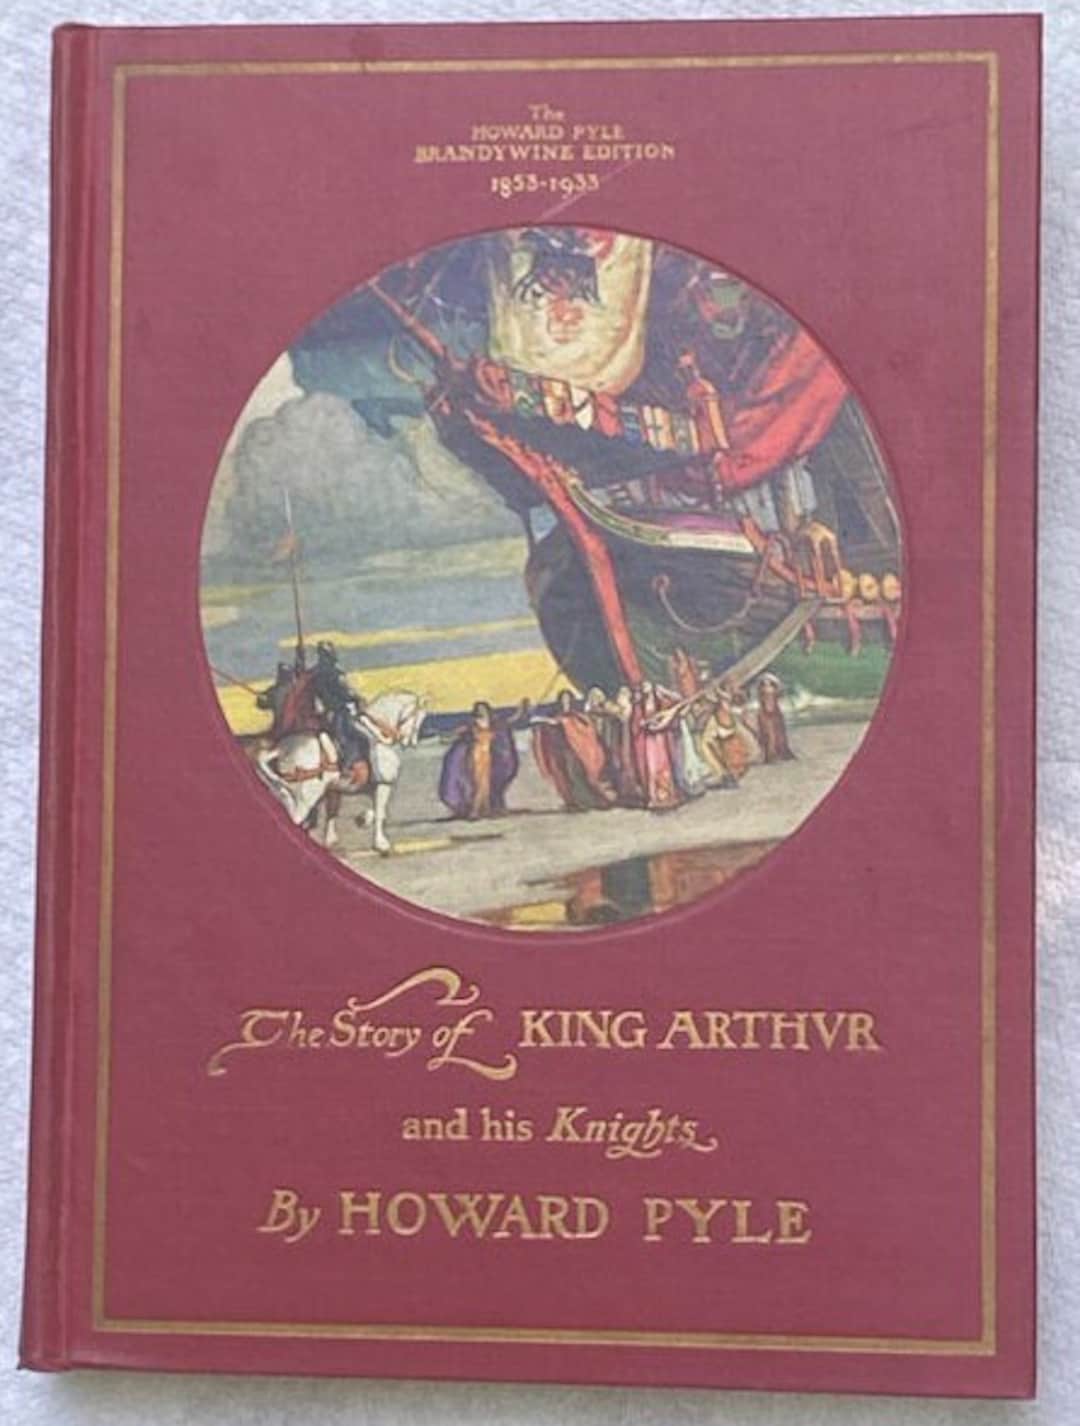 The
HOWARD PYLE
BRANDYWINE EDITION
1853-1933
The Story of KING ARTHVR
and his Knights
By HOWARD PYLE